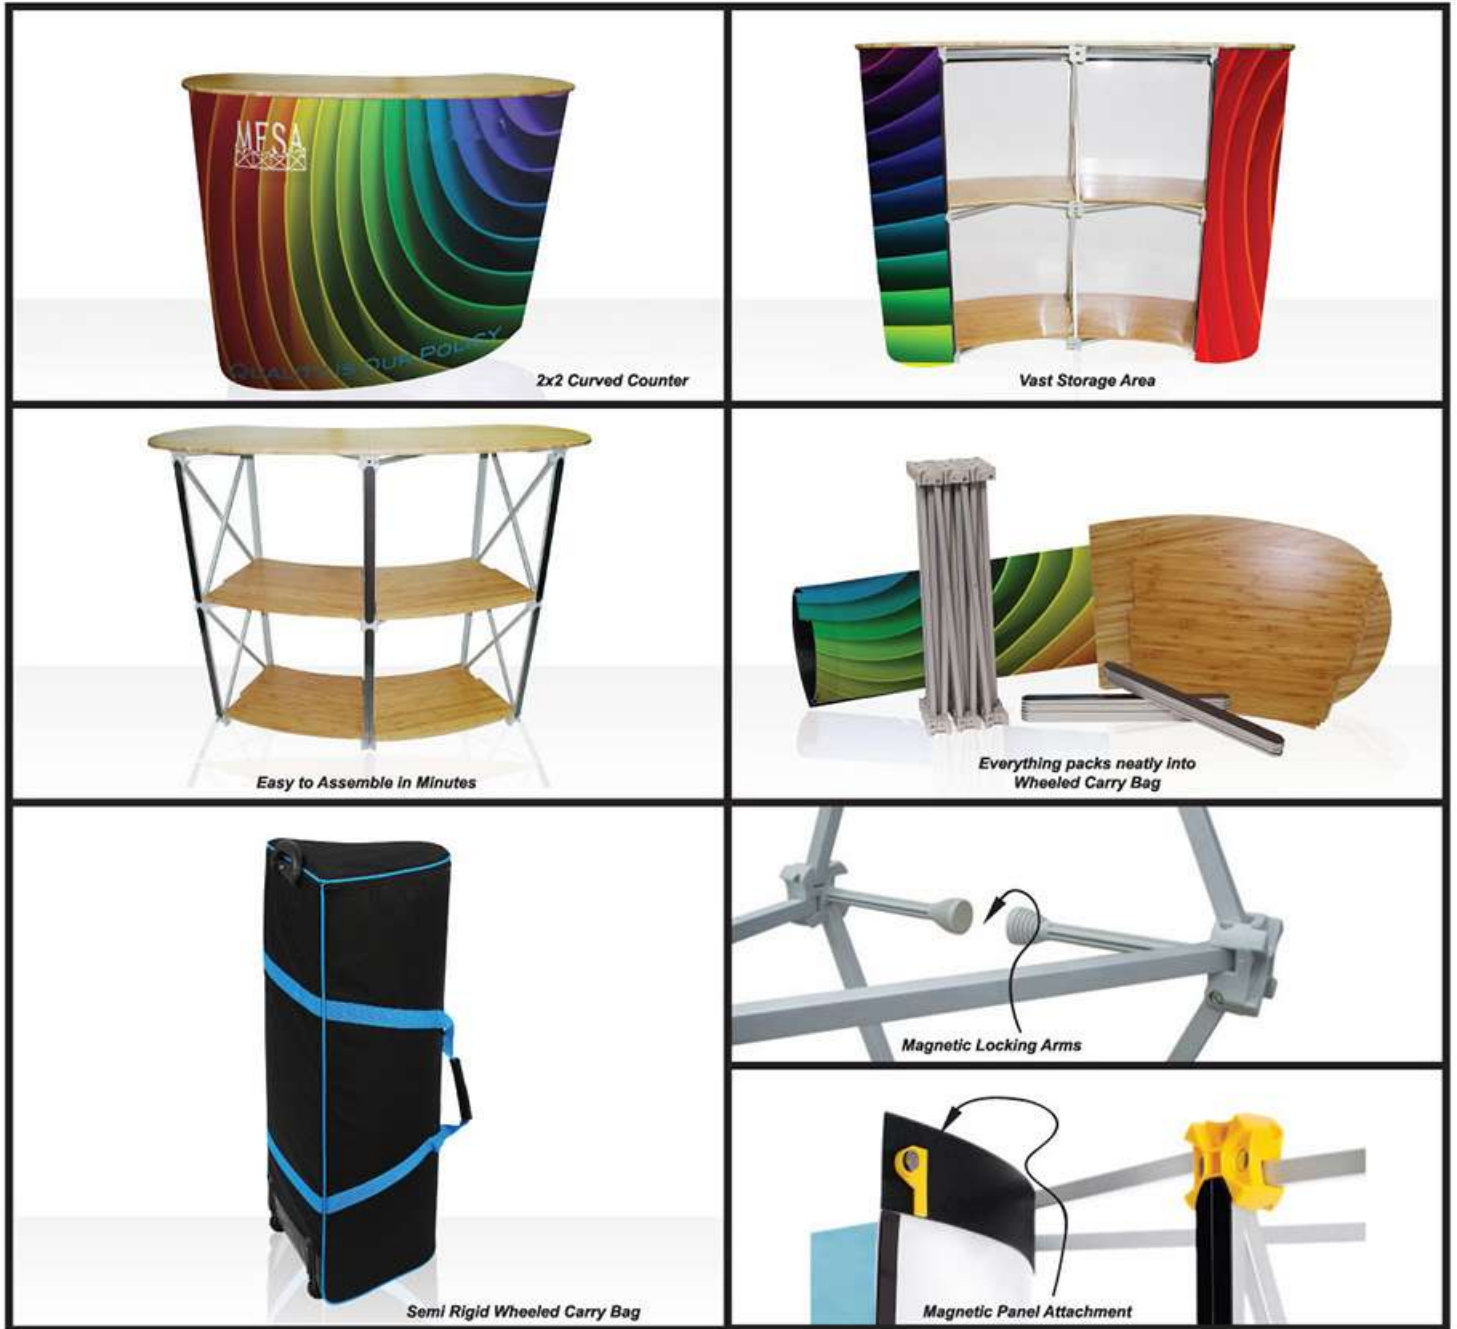 MESA
QUALITY IS OUR POLICY
2x2 Curved Counter
Vast Storage Area
Easy to Assemble in Minutes
Everything packs neatly into
Wheeled Carry Bag
Semi Rigid Wheeled Carry Bag
Magnetic Locking Arms
Magnetic Panel Attachment